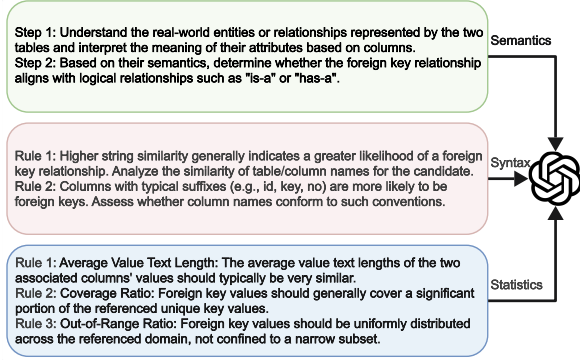 Step 1: Understand the real-world entities or relationships represented by the two
tables and interpret the meaning of their attributes based on columns.
Step 2: Based on their semantics, determine whether the foreign key relationship
aligns with logical relationships such as "is-a" or "has-a".
Semantics
Rule 1: Higher string similarity generally indicates a greater likelihood of a foreign
key relationship. Analyze the similarity of table/column names for the candidate.
Rule 2: Columns with typical suffixes (e.g., id, key, no) are more likely to be
foreign keys. Assess whether column names conform to such conventions.
Syntax
Rule 1: Average Value Text Length: The average value text lengths of the two
associated columns' values should typically be very similar.
Rule 2: Coverage Ratio: Foreign key values should generally cover a significant
portion of the referenced unique key values.
Rule 3: Out-of-Range Ratio: Foreign key values should be uniformly distributed
across the referenced domain, not confined to a narrow subset.
Statistics